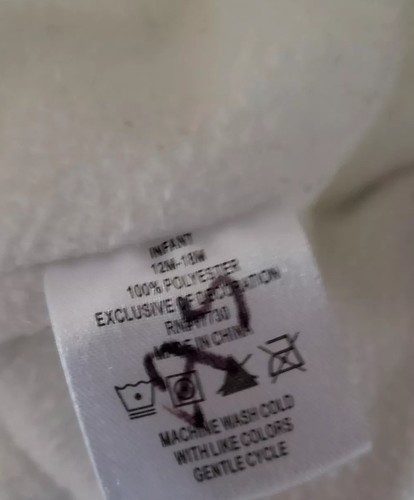 INFANT
12M-18M
100% POLYESTER
EXCLUSIVE OF DECORATION
MADE IN CHINA
MACHINE WASH COLD
WITH LIKE COLORS
GENTLE CYCLE